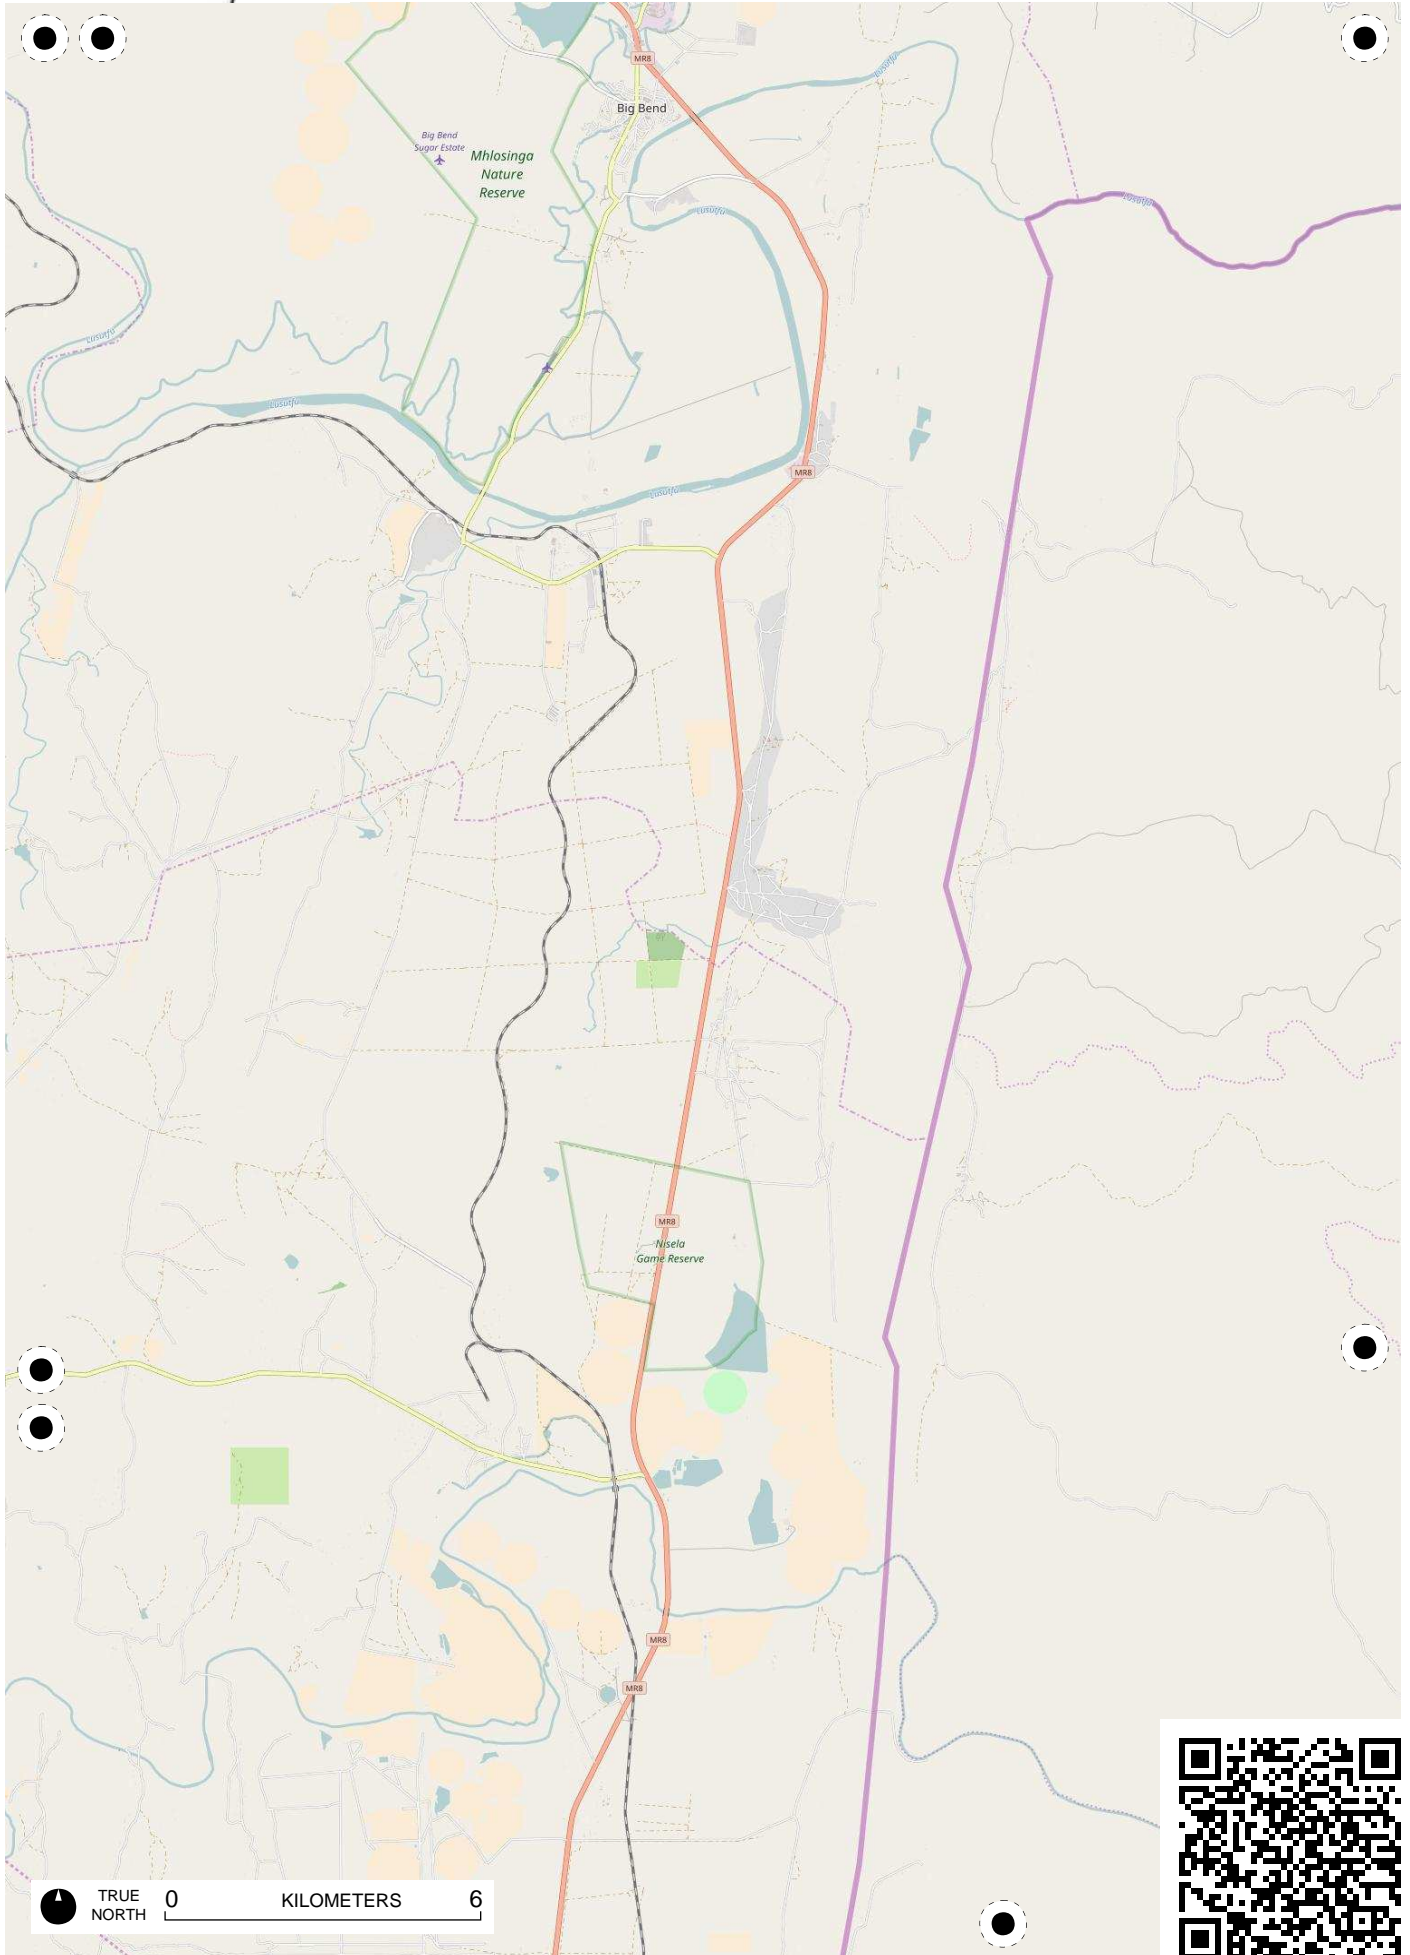 MR8
Big Bend
Lusutfu
Big Bend
Sugar Estate
Mhlosinga
Nature
Reserve
Lusutfu
Lusutfu
Lusutfu
Lusutfu
MR8
Lusutfu
MR8
Nisela
Game Reserve
MR8
MR8
TRUE
NORTH
0
KILOMETERS
6